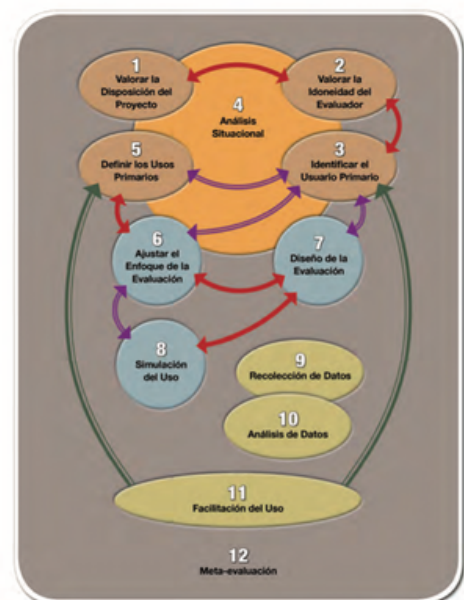 1
Valorar la
Disposición del
Proyecto
2
Valorar la
Idoneidad del
Evaluador
4
Análisis
Situacional
5
Definir los Usos
Primarios
3
Identificar el
Usuario Primario
6
Ajustar el
Enfoque de la
Evaluación
7
Diseño de la
Evaluación
8
Simulación
del Uso
9
Recolección de Datos
10
Análisis de Datos
11
Facilitación del Uso
12
Meta-evaluación